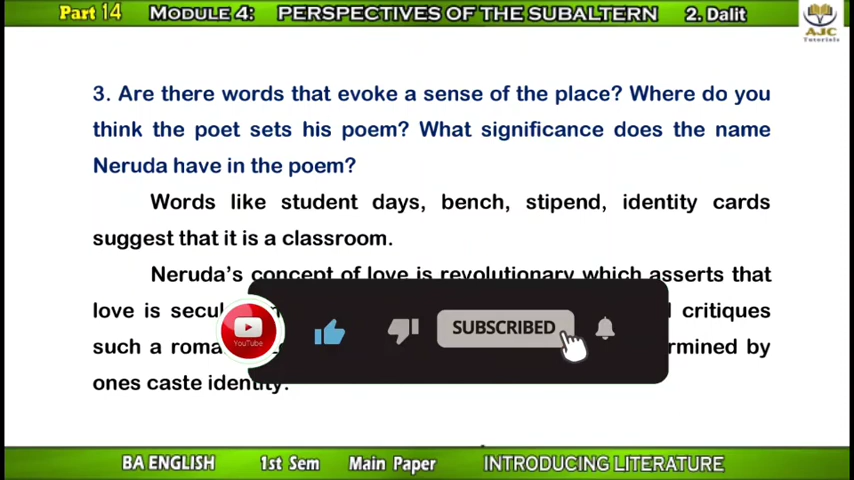 Part 14 MODULE 4: PERSPECTIVES OF THE SUBALTERN 2. Dalit
AJC
Tutorials
3. Are there words that evoke a sense of the place? Where do you
think the poet sets his poem? What significance does the name
Neruda have in the poem?
Words like student days, bench, stipend, identity cards
suggest that it is a classroom.
Neruda's concept of love is revolutionary which asserts that
love is critiques
such a by
ones caste identity.
YouTube
SUBSCRIBED
BA ENGLISH 1st Sem Main Paper INTRODUCING LITERATURE